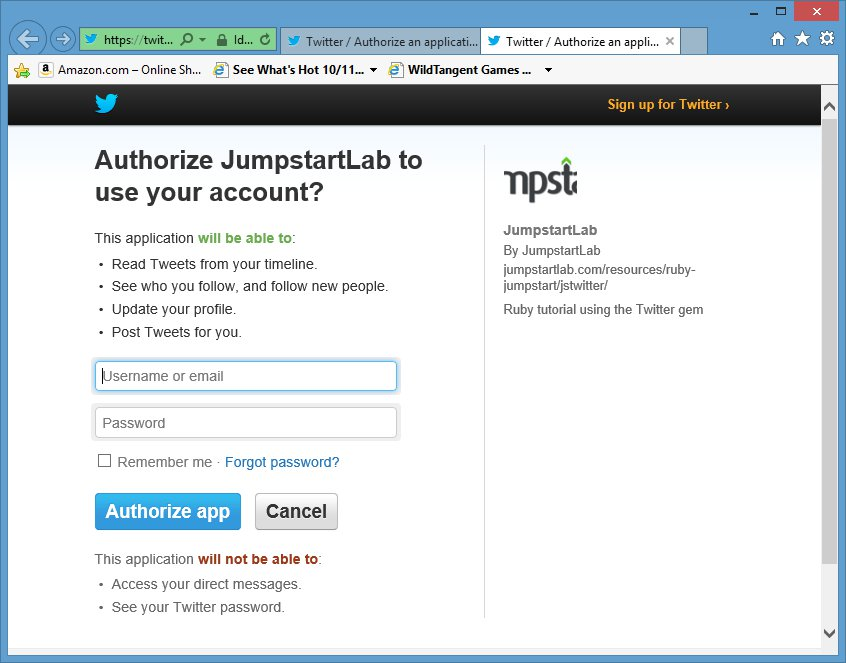 https://twit... Id...
Twitter / Authorize an applicati...
Twitter / Authorize an appli...
Amazon.com – Online Sh...
See What's Hot 10/11...
WildTangent Games ...
Sign up for Twitter ›
Authorize JumpstartLab to
use your account?
This application will be able to:
• Read Tweets from your timeline.
• See who you follow, and follow new people.
• Update your profile.
• Post Tweets for you.
Username or email
Password
Remember me · Forgot password?
Authorize app
Cancel
This application will not be able to:
• Access your direct messages.
• See your Twitter password.
JumpstartLab
By JumpstartLab
jumpstartlab.com/resources/ruby-
jumpstart/jstwitter/
Ruby tutorial using the Twitter gem